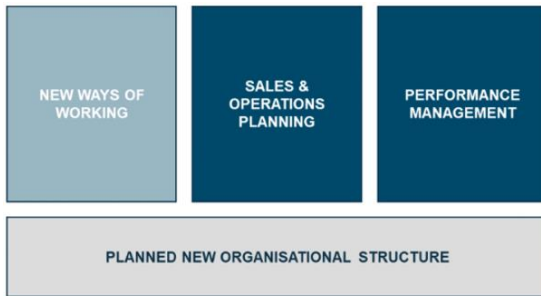 NEW WAYS OF
WORKING
SALES &
OPERATIONS
PLANNING
PERFORMANCE
MANAGEMENT
PLANNED NEW ORGANISATIONAL STRUCTURE